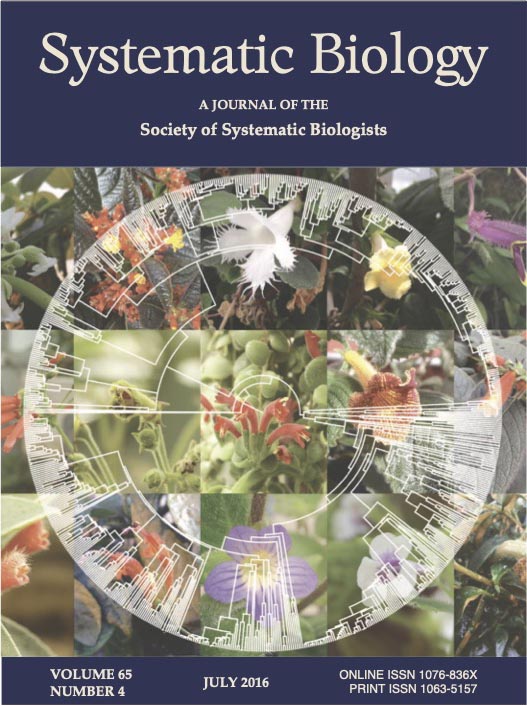 Systematic Biology
A JOURNAL OF THE
Society of Systematic Biologists
VOLUME 65
NUMBER 4
JULY 2016
ONLINE ISSN 1076-836X
PRINT ISSN 1063-5157